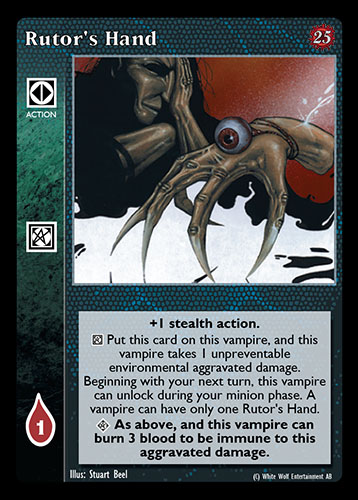 Rutor's Hand
25
ACTION
+1 stealth action.
Put this card on this vampire, and this
vampire takes 1 unpreventable
environmental aggravated damage.
Beginning with your next turn, this vampire
can unlock during your minion phase. A
vampire can have only one Rutor's Hand.
As above, and this vampire can
burn 3 blood to be immune to this
aggravated damage.
1
Illus: Stuart Beel
(C) White Wolf Entertainment AB